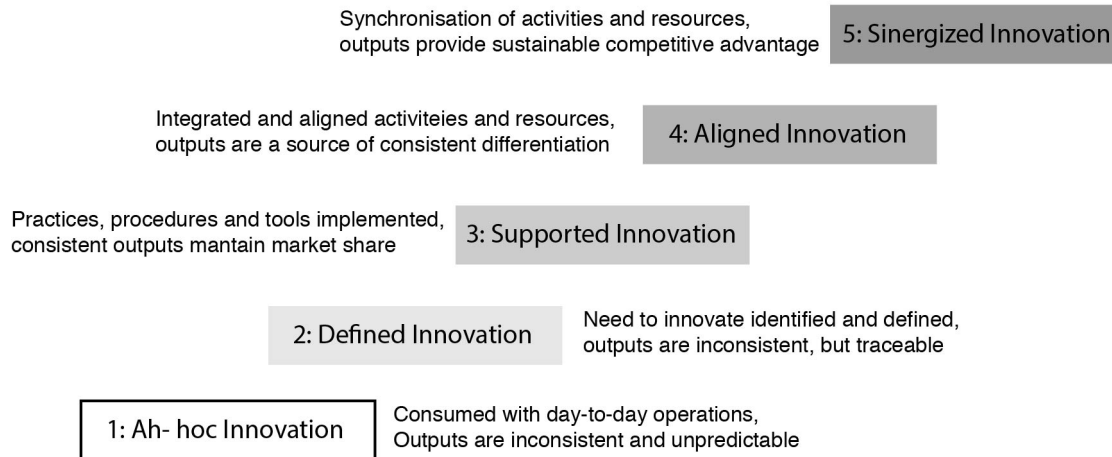 Synchronisation of activities and resources,
outputs provide sustainable competitive advantage
5: Sinergized Innovation
Integrated and aligned activiteies and resources,
outputs are a source of consistent differentiation
4: Aligned Innovation
Practices, procedures and tools implemented,
consistent outputs mantain market share
3: Supported Innovation
2: Defined Innovation
Need to innovate identified and defined,
outputs are inconsistent, but traceable
1: Ah- hoc Innovation
Consumed with day-to-day operations,
Outputs are inconsistent and unpredictable